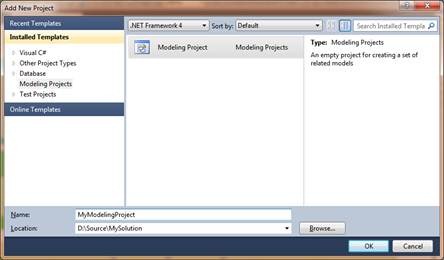 Add New Project
Recent Templates
.NET Framework 4
Sort by:
Default
Search Installed Templa
Installed Templates
Visual C#
Other Project Types
Database
Modeling Projects
Test Projects
Online Templates
Modeling Project
Modeling Projects
Type: Modeling Projects
An empty project for creating a set of
related models
Name:
MyModelingProject
Location:
D:\Source\MySolution
Browse...
OK
Cancel